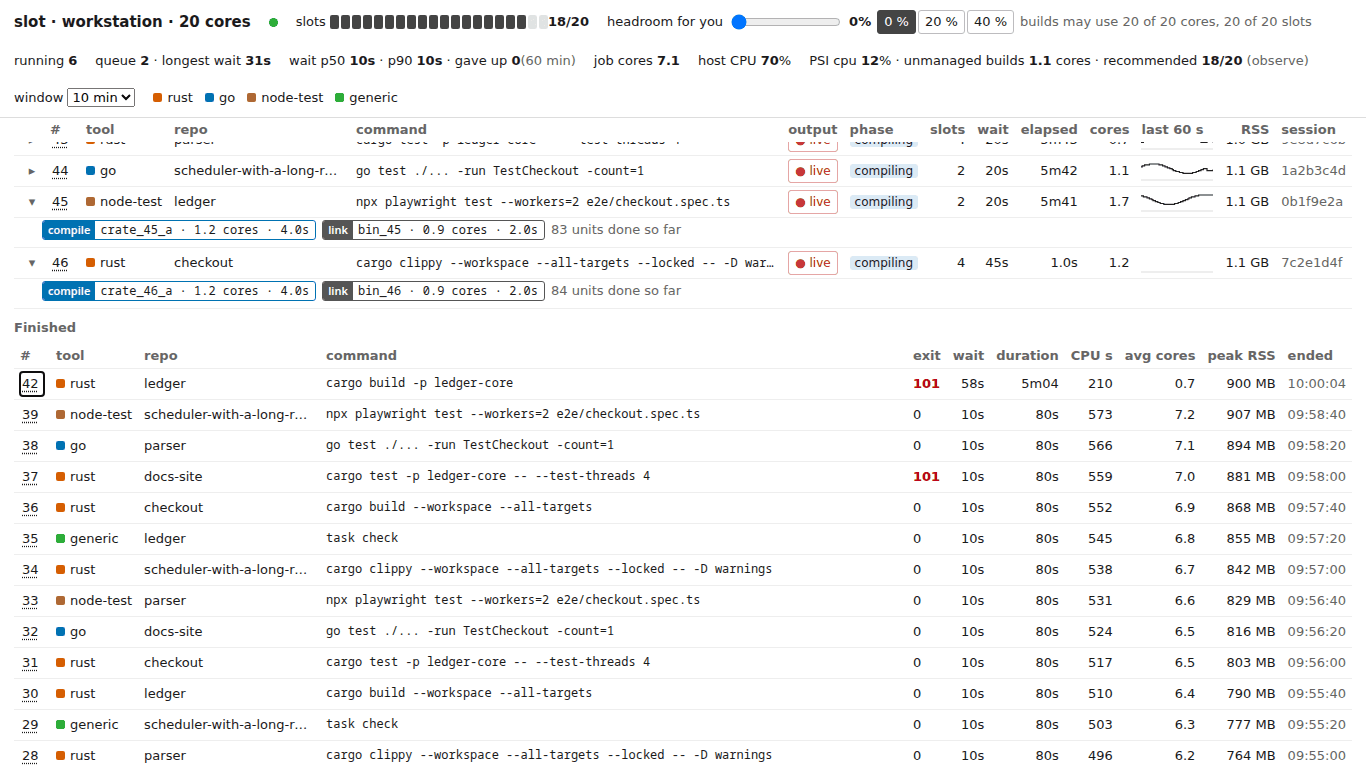 slot · workstation · 20 cores slots 18/20 headroom for you 0% 0 % 20 % 40 % builds may use 20 of 20 cores, 20 of 20 slots
running 6 queue 2 · longest wait 31s wait p50 10s · p90 10s · gave up 0(60 min) job cores 7.1 host CPU 70% PSI cpu 12% · unmanaged builds 1.1 cores · recommended 18/20 (observe)
window 10 min rust go node-test generic
# tool repo command output phase slots wait elapsed cores last 60 s RSS session
44 go scheduler-with-a-long-r… go test ./... -run TestCheckout -count=1 live compiling 2 20s 5m42 1.1 1.1 GB 1a2b3c4d
45 node-test ledger npx playwright test --workers=2 e2e/checkout.spec.ts live compiling 2 20s 5m41 1.7 1.1 GB 0b1f9e2a
compile crate_45_a · 1.2 cores · 4.0s link bin_45 · 0.9 cores · 2.0s 83 units done so far
46 rust checkout cargo clippy --workspace --all-targets --locked -- -D war… live compiling 4 45s 1.0s 1.2 1.1 GB 7c2e1d4f
compile crate_46_a · 1.2 cores · 4.0s link bin_46 · 0.9 cores · 2.0s 84 units done so far
Finished
# tool repo command exit wait duration CPU s avg cores peak RSS ended
42 rust ledger cargo build -p ledger-core 101 58s 5m04 210 0.7 900 MB 10:00:04
39 node-test scheduler-with-a-long-r… npx playwright test --workers=2 e2e/checkout.spec.ts 0 10s 80s 573 7.2 907 MB 09:58:40
38 go parser go test ./... -run TestCheckout -count=1 0 10s 80s 566 7.1 894 MB 09:58:20
37 rust docs-site cargo test -p ledger-core -- --test-threads 4 101 10s 80s 559 7.0 881 MB 09:58:00
36 rust checkout cargo build --workspace --all-targets 0 10s 80s 552 6.9 868 MB 09:57:40
35 generic ledger task check 0 10s 80s 545 6.8 855 MB 09:57:20
34 rust scheduler-with-a-long-r… cargo clippy --workspace --all-targets --locked -- -D warnings 0 10s 80s 538 6.7 842 MB 09:57:00
33 node-test parser npx playwright test --workers=2 e2e/checkout.spec.ts 0 10s 80s 531 6.6 829 MB 09:56:40
32 go docs-site go test ./... -run TestCheckout -count=1 0 10s 80s 524 6.5 816 MB 09:56:20
31 rust checkout cargo test -p ledger-core -- --test-threads 4 0 10s 80s 517 6.5 803 MB 09:56:00
30 rust ledger cargo build --workspace --all-targets 0 10s 80s 510 6.4 790 MB 09:55:40
29 generic scheduler-with-a-long-r… task check 0 10s 80s 503 6.3 777 MB 09:55:20
28 rust parser cargo clippy --workspace --all-targets --locked -- -D warnings 0 10s 80s 496 6.2 764 MB 09:55:00